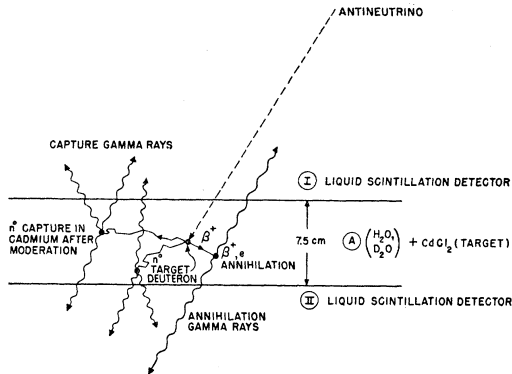 ANTINEUTRINO
CAPTURE GAMMA RAYS
I LIQUID SCINTILLATION DETECTOR
n° CAPTURE IN
CADMIUM AFTER
MODERATION
β⁺
n°
TARGET
DEUTERON
β⁺, e
ANNIHILATION
7.5 cm
A (H₂O, D₂O) + CdCl₂ (TARGET)
II LIQUID SCINTILLATION DETECTOR
ANNIHILATION
GAMMA RAYS